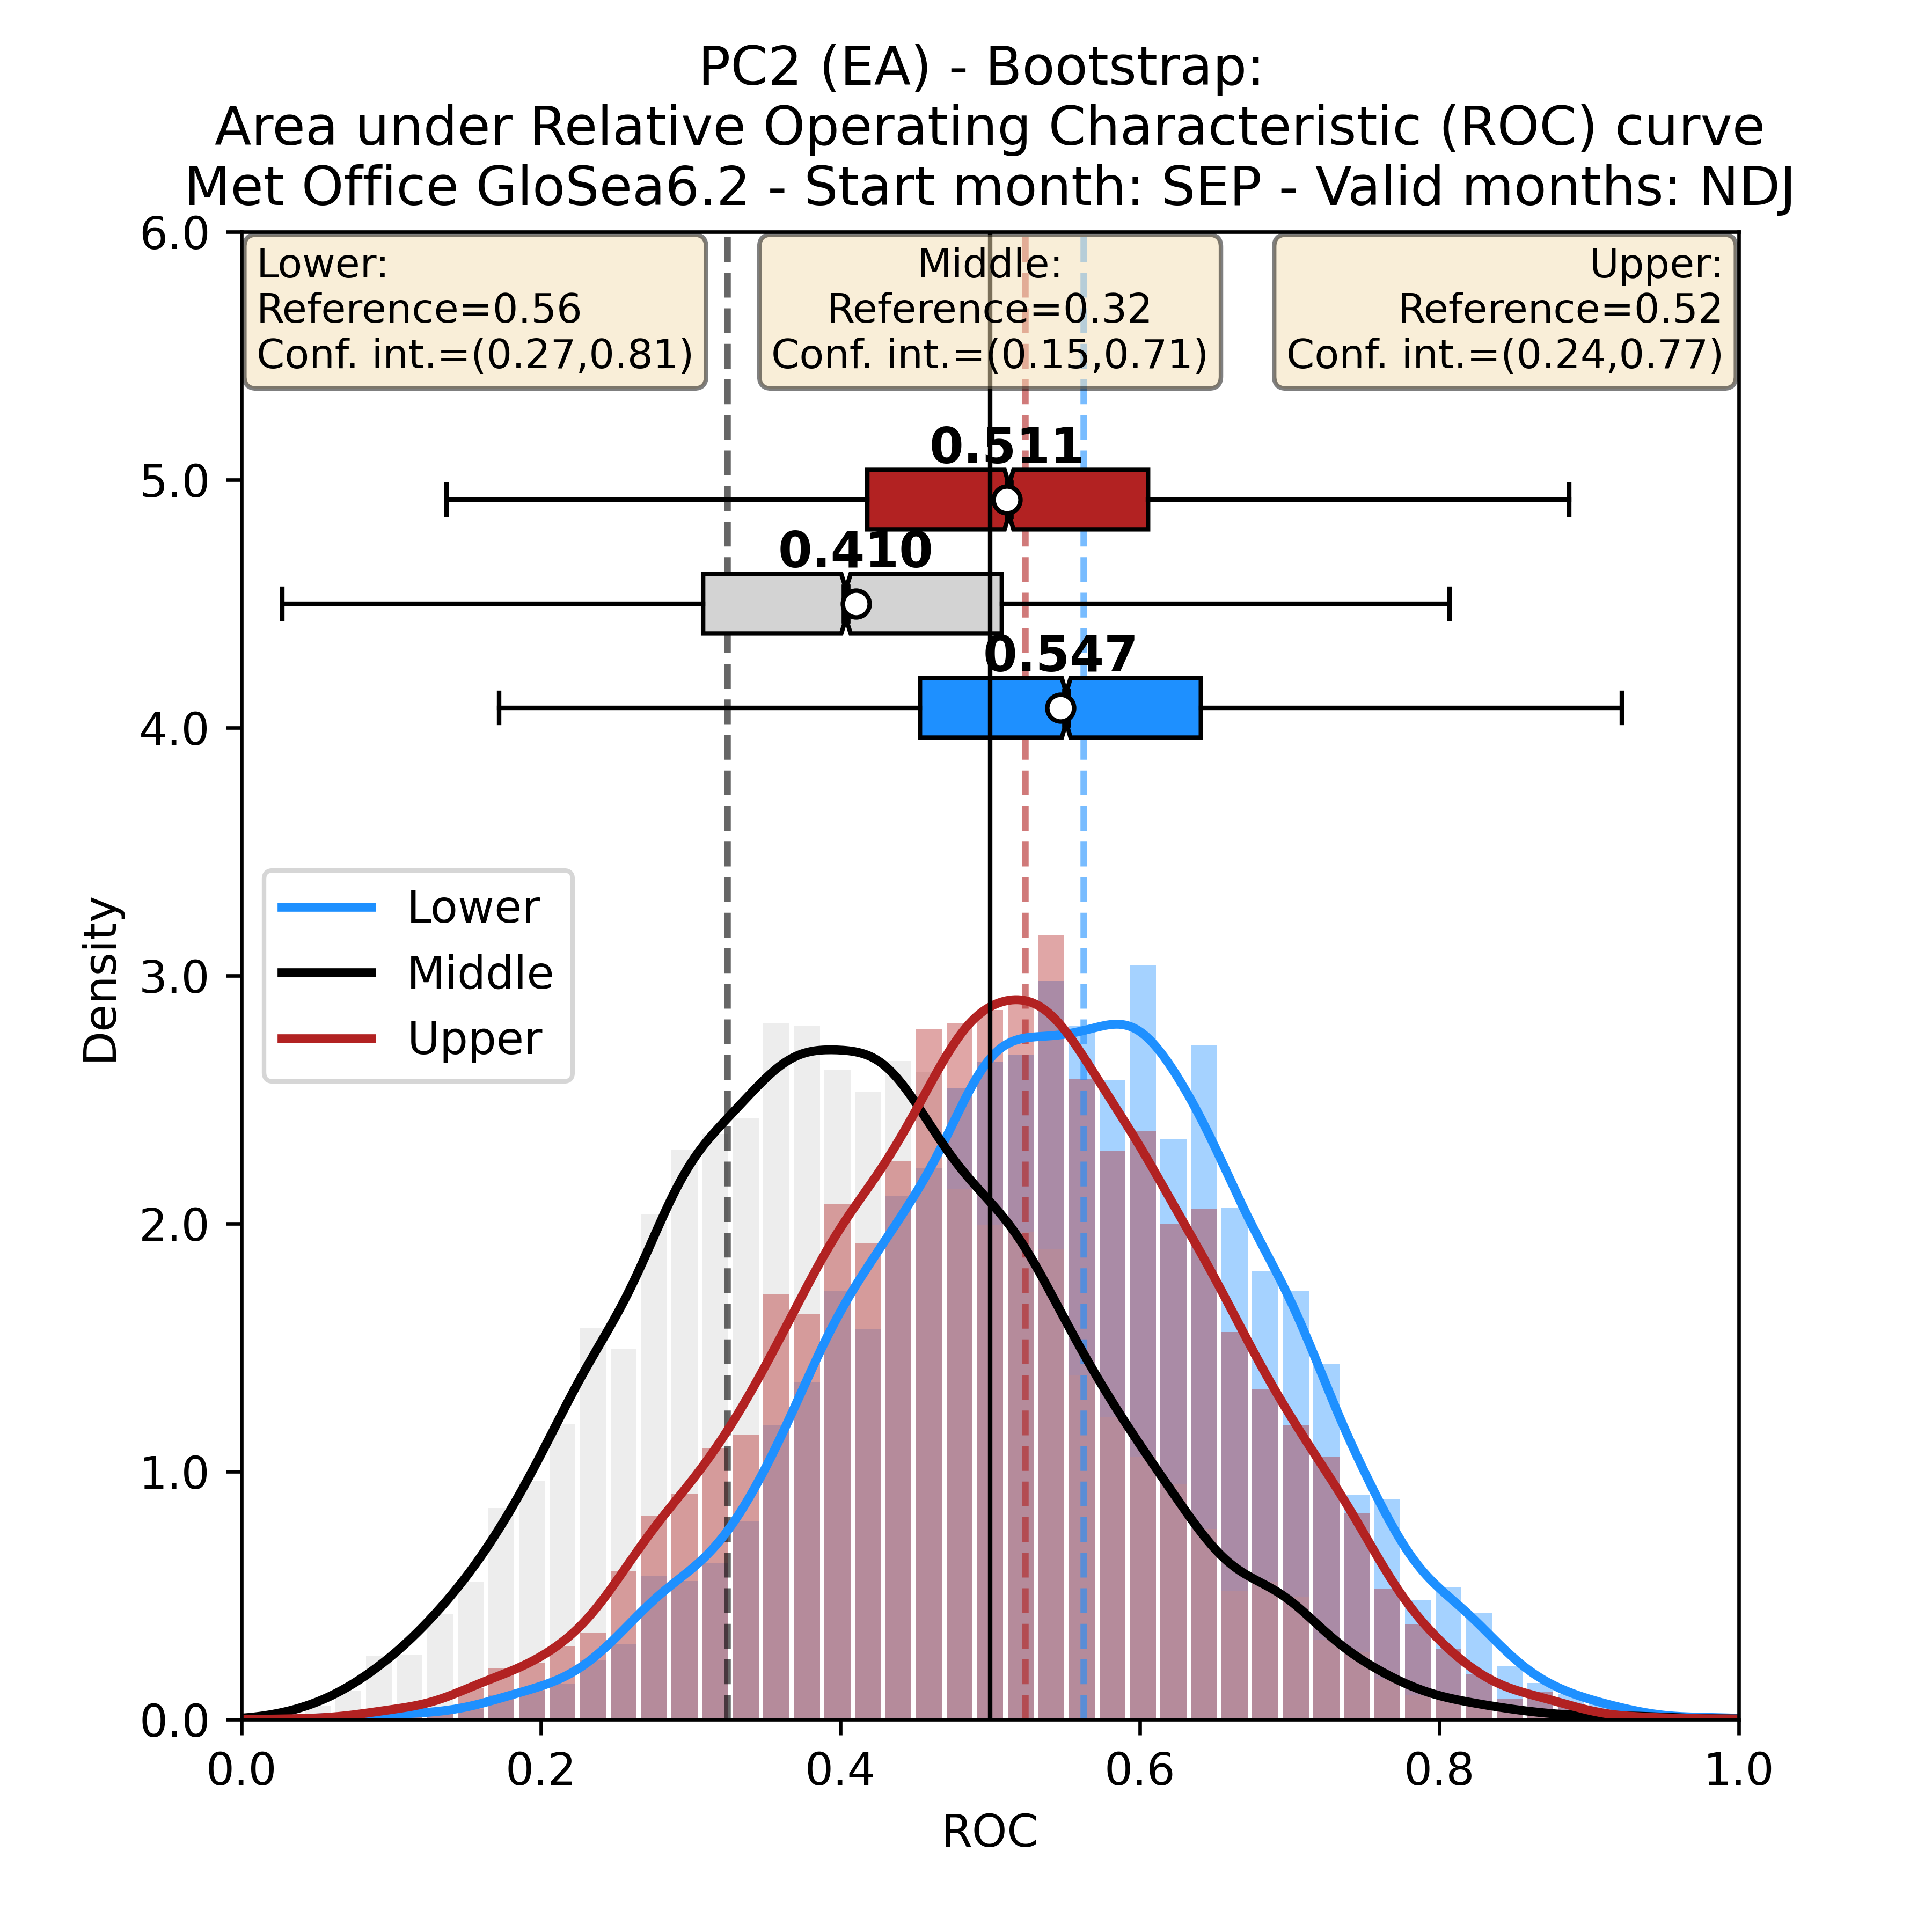 PC2 (EA) - Bootstrap:
Area under Relative Operating Characteristic (ROC) curve
Met Office GloSea6.2 - Start month: SEP - Valid months: NDJ
Lower:
Reference=0.56
Conf. int.=(0.27,0.81)
Middle:
Reference=0.32
Conf. int.=(0.15,0.71)
Upper:
Reference=0.52
Conf. int.=(0.24,0.77)
0.511
0.410
0.547
Lower
Middle
Upper
Density
6.0
5.0
4.0
3.0
2.0
1.0
0.0
0.0 0.2 0.4 0.6 0.8 1.0
ROC